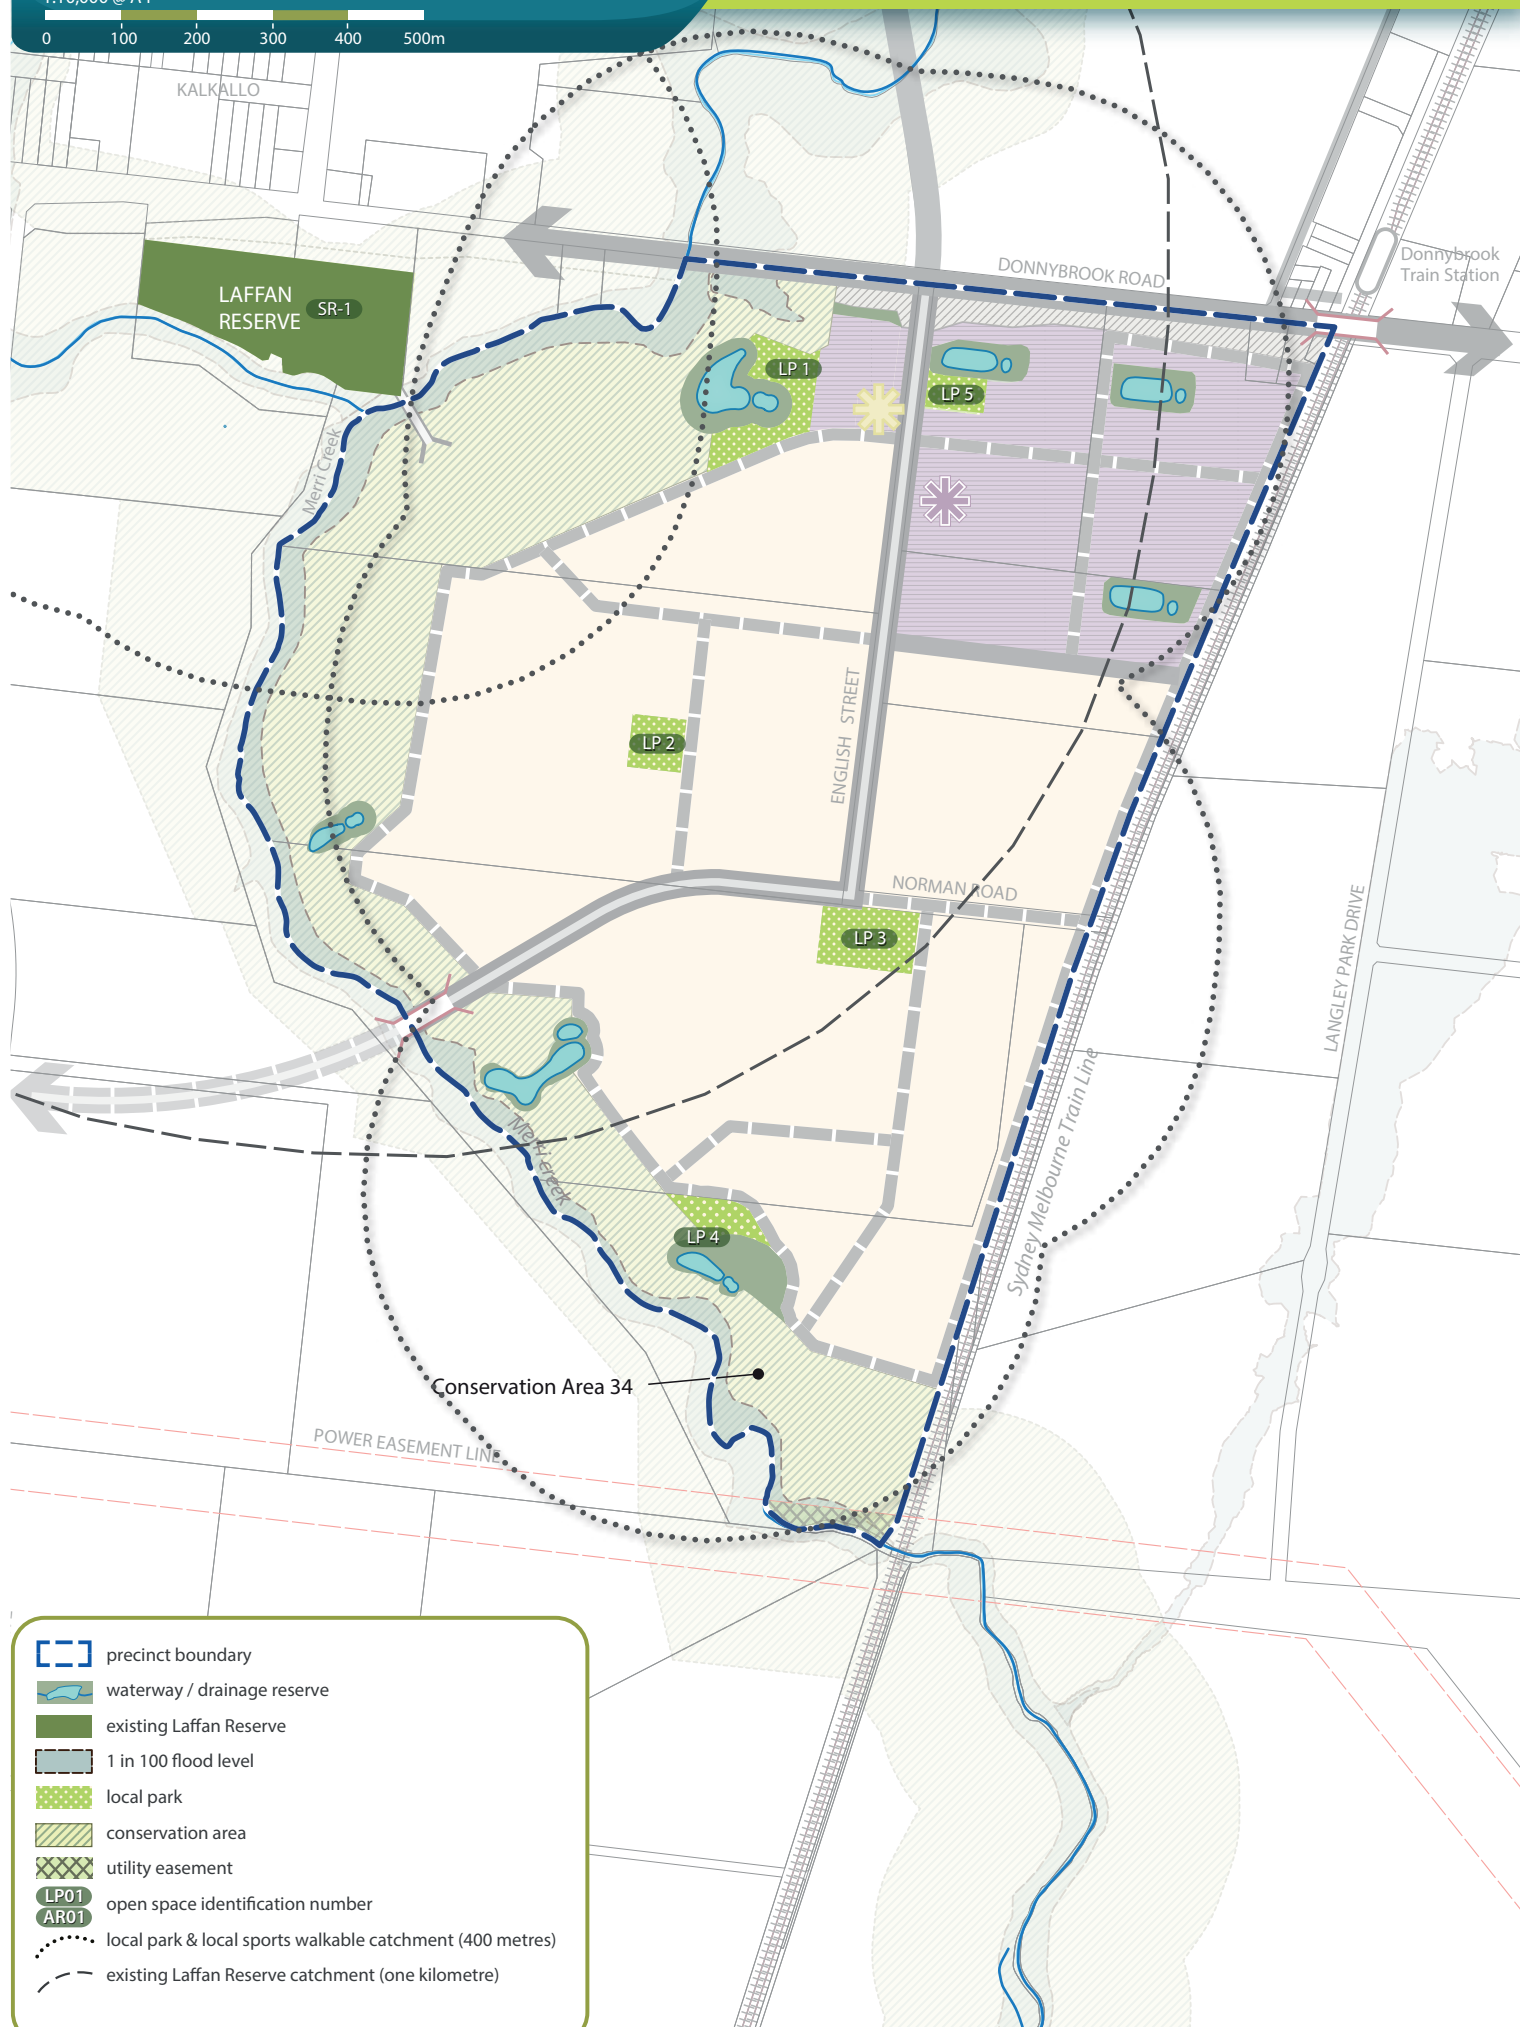 0 100 200 300 400 500m
KALKALLO
DONNYBROOK ROAD
Donnybrook
Train Station
LAFFAN
RESERVE
SR-1
LP 1
LP 5
Merri Creek
LP 2
ENGLISH STREET
NORMAN ROAD
LP 3
LANGLEY PARK DRIVE
Sydney Melbourne Train Line
Merri creek
LP 4
Conservation Area 34
POWER EASEMENT LINE
precinct boundary
waterway / drainage reserve
existing Laffan Reserve
1 in 100 flood level
local park
conservation area
utility easement
LP01
AR01
open space identification number
local park & local sports walkable catchment (400 metres)
existing Laffan Reserve catchment (one kilometre)